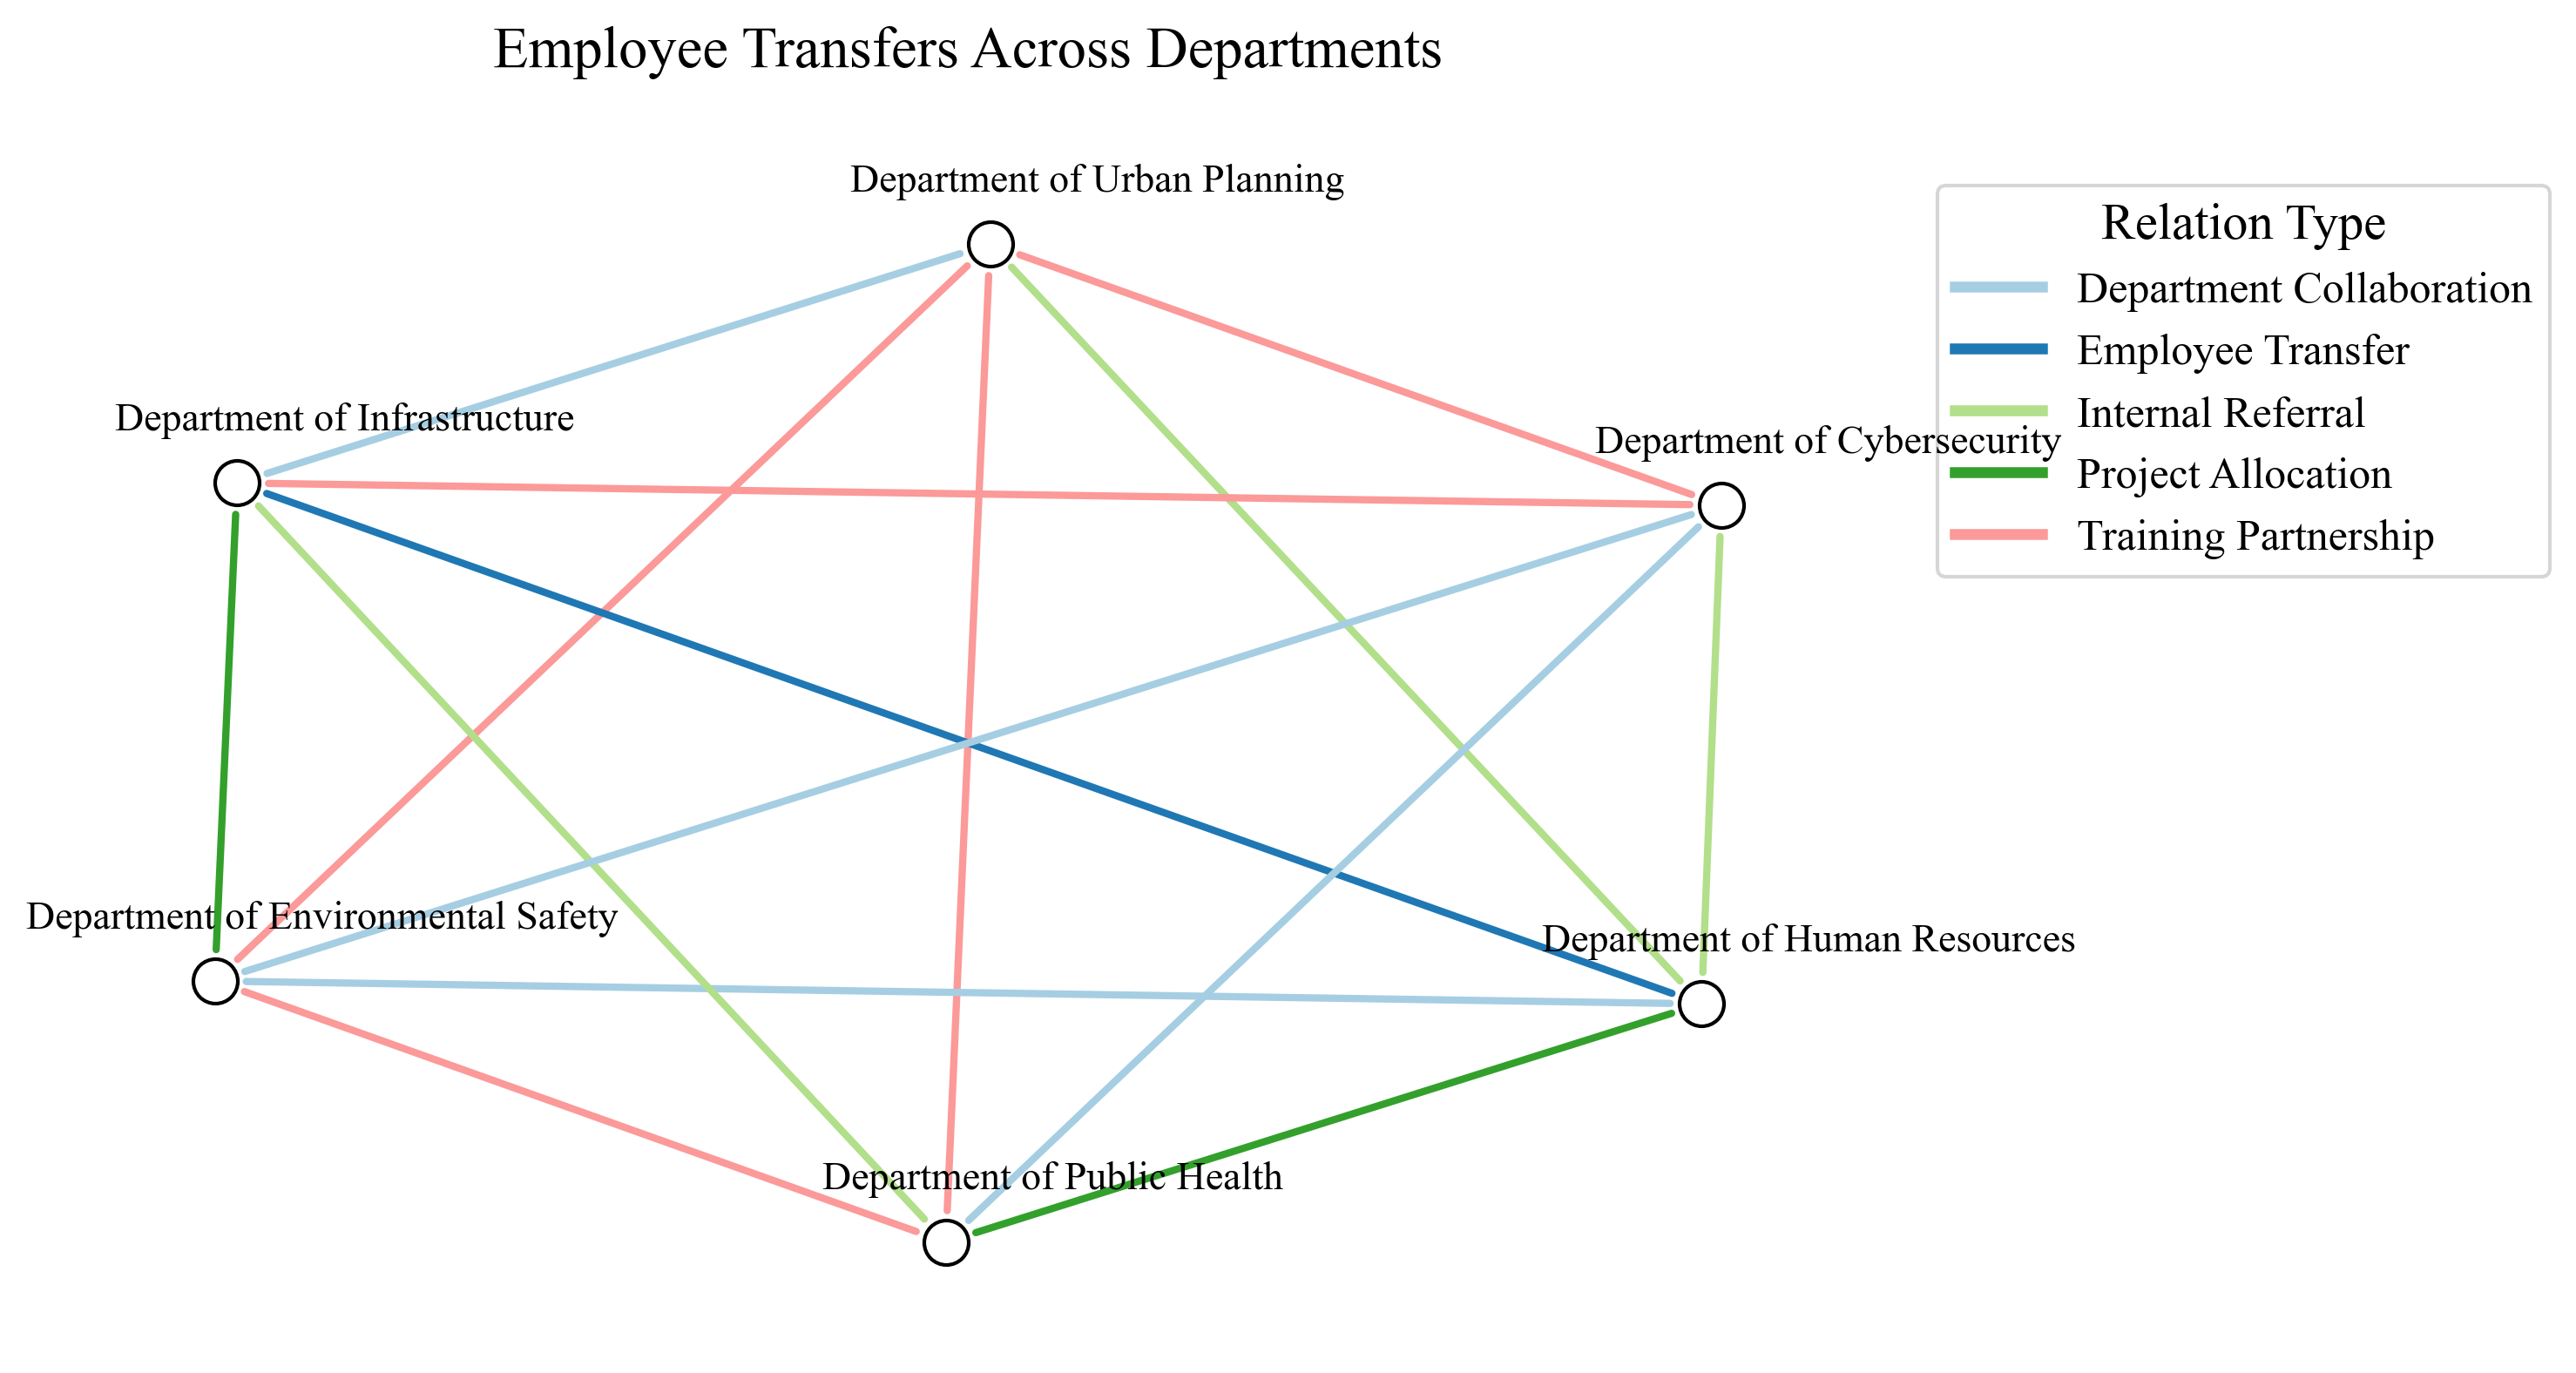 Employee Transfers Across Departments
Department of Urban Planning
Department of Infrastructure
Department of Cybersecurity
Department of Environmental Safety
Department of Human Resources
Department of Public Health
Relation Type
Department Collaboration
Employee Transfer
Internal Referral
Project Allocation
Training Partnership